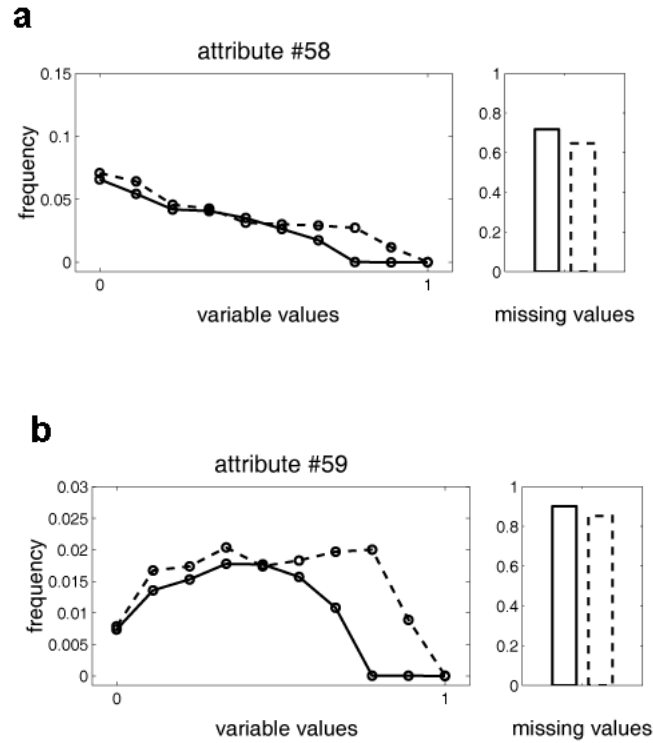 a
attribute #58
0.15
0.1
0.05
0
frequency
0
1
variable values
1
0.8
0.6
0.4
0.2
0
missing values
b
attribute #59
0.03
0.025
0.02
0.015
0.01
0.005
0
frequency
0
1
variable values
1
0.8
0.6
0.4
0.2
0
missing values